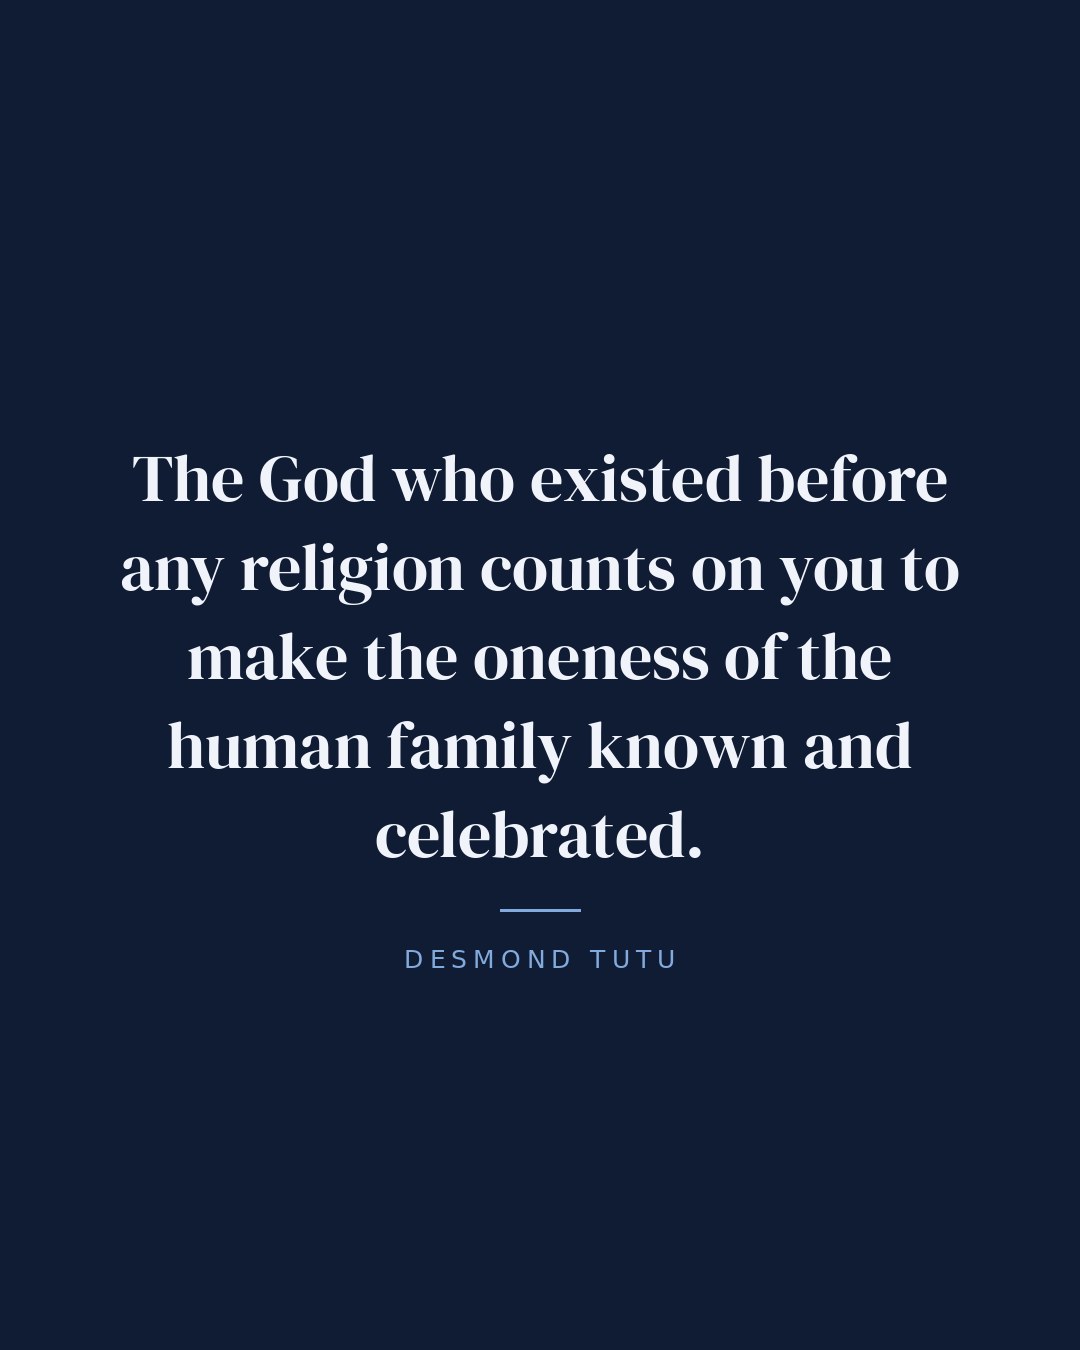 The God who existed before
any religion counts on you to
make the oneness of the
human family known and
celebrated.
DESMOND TUTU